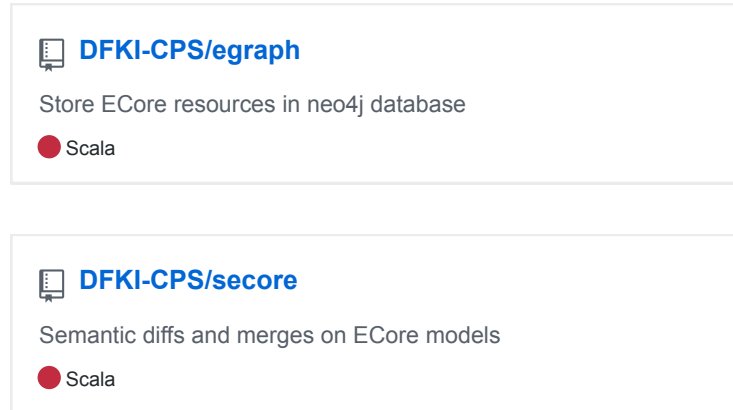 DFKI-CPS/egraph
Store ECore resources in neo4j database
Scala
DFKI-CPS/secore
Semantic diffs and merges on ECore models
Scala